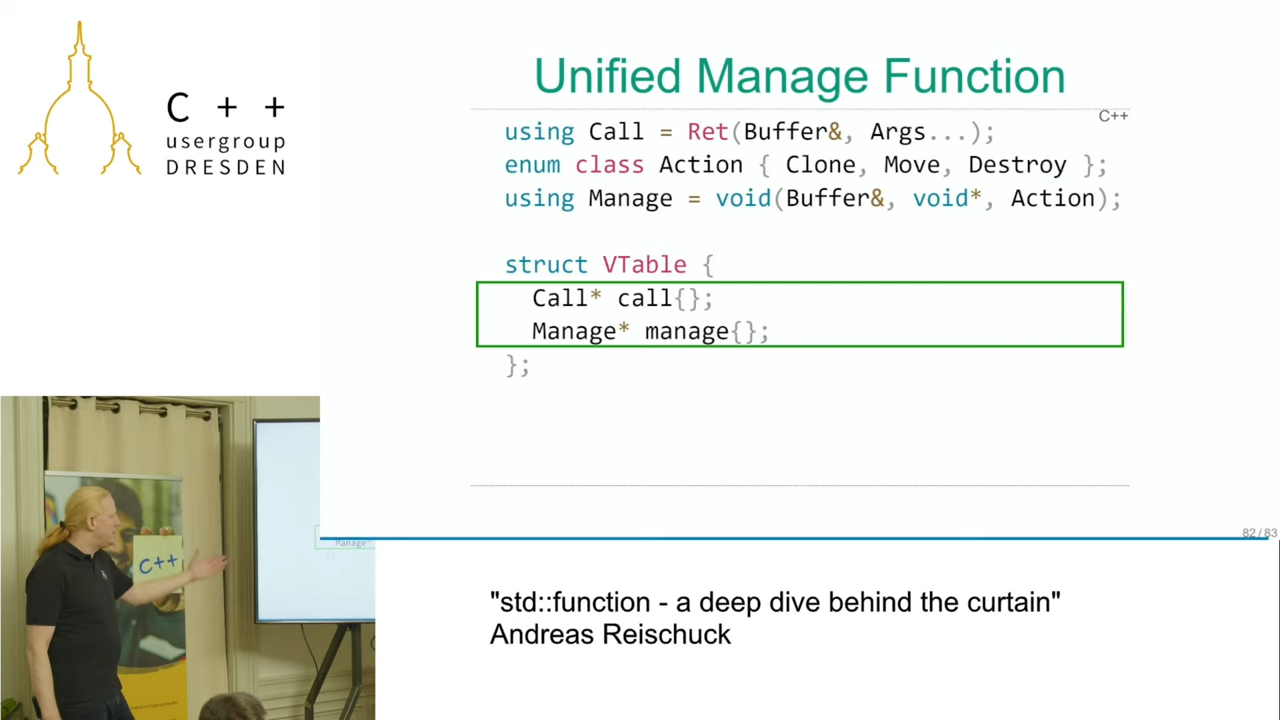 C + +
usergroup
DRESDEN
Unified Manage Function
C++
using Call = Ret(Buffer&, Args...);
enum class Action { Clone, Move, Destroy };
using Manage = void(Buffer&, void*, Action);
struct VTable {
Call* call{};
Manage* manage{};
};
82 / 83
C++
Manage*
"std::function - a deep dive behind the curtain"
Andreas Reischuck